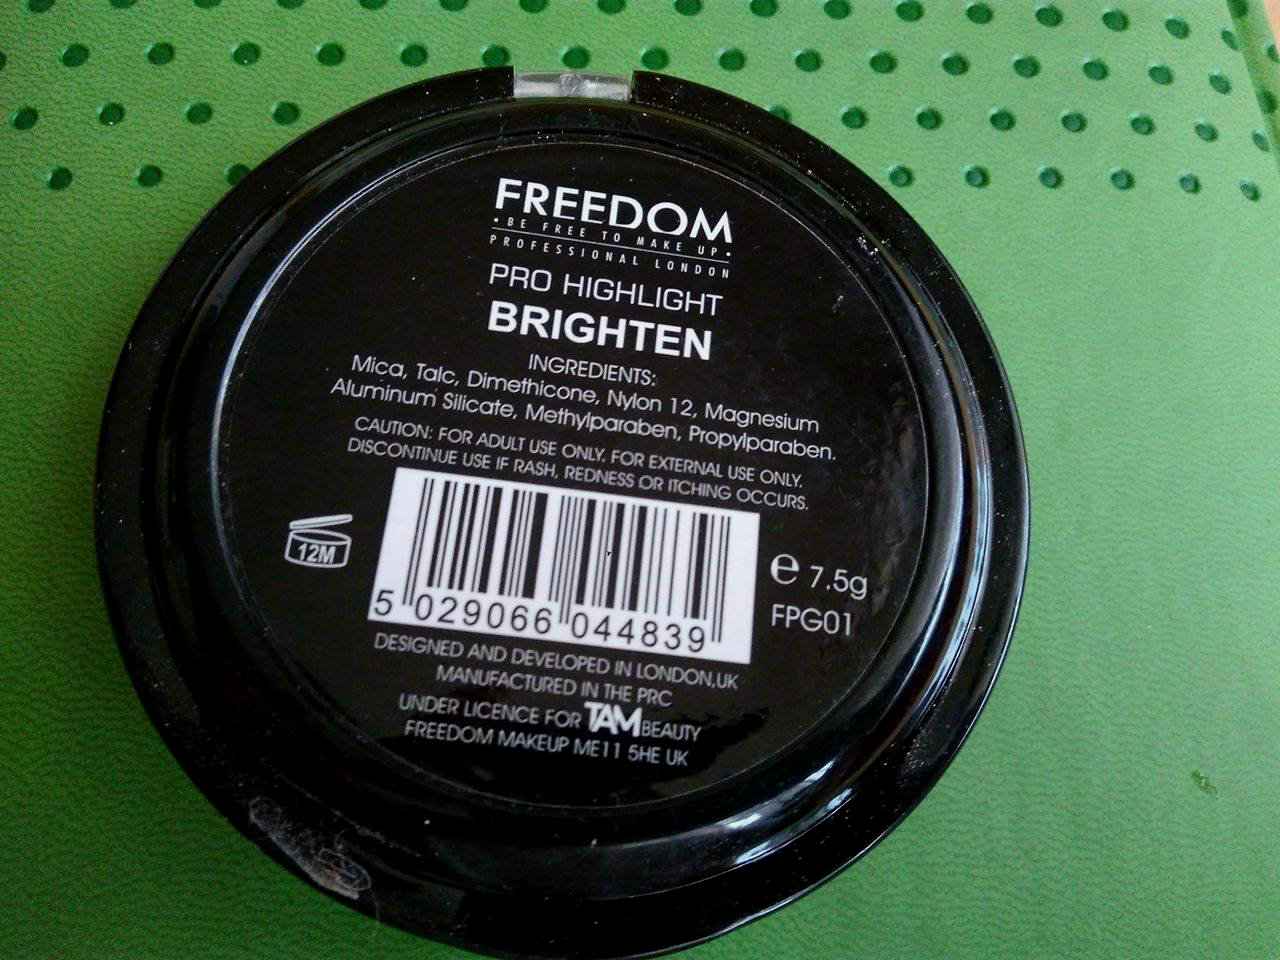 FREEDOM
• BE FREE TO MAKE UP •
PROFESSIONAL LONDON
PRO HIGHLIGHT
BRIGHTEN
INGREDIENTS:
Mica, Talc, Dimethicone, Nylon 12, Magnesium
Aluminum Silicate, Methylparaben, Propylparaben.
CAUTION: FOR ADULT USE ONLY. FOR EXTERNAL USE ONLY.
DISCONTINUE USE IF RASH, REDNESS OR ITCHING OCCURS.
12M
5 029066 044839
e 7.5g
FPG01
DESIGNED AND DEVELOPED IN LONDON,UK
MANUFACTURED IN THE PRC
UNDER LICENCE FOR TAM BEAUTY
FREEDOM MAKEUP ME11 5HE UK